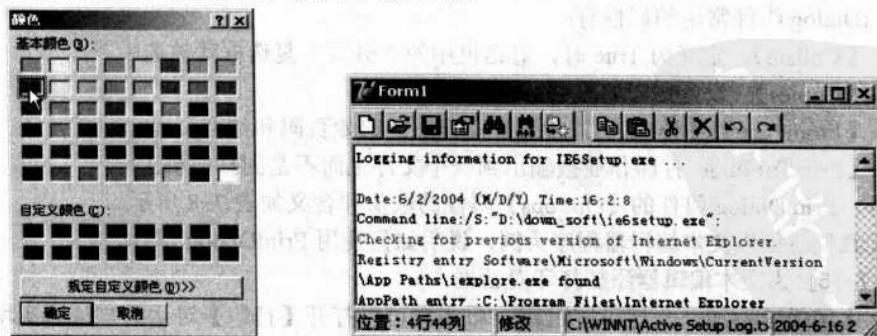 颜色
基本颜色(B):
自定义颜色(C):
规定自定义颜色(D)>>
确定 取消
Form1
Logging information for IE6Setup.exe ...
Date:6/2/2004 (M/D/Y) Time:16:2:8
Command line:/S:"D:\down_soft\ie6setup.exe":
Checking for previous version of Internet Explorer.
Registry entry Software\Microsoft\Windows\CurrentVersion
\App Paths\iexplore.exe found
AppPath entry :C:\Program Files\Internet Explorer
位置：4行44列 修改 C:\WINNT\Active Setup Log.t 2004-6-16 2